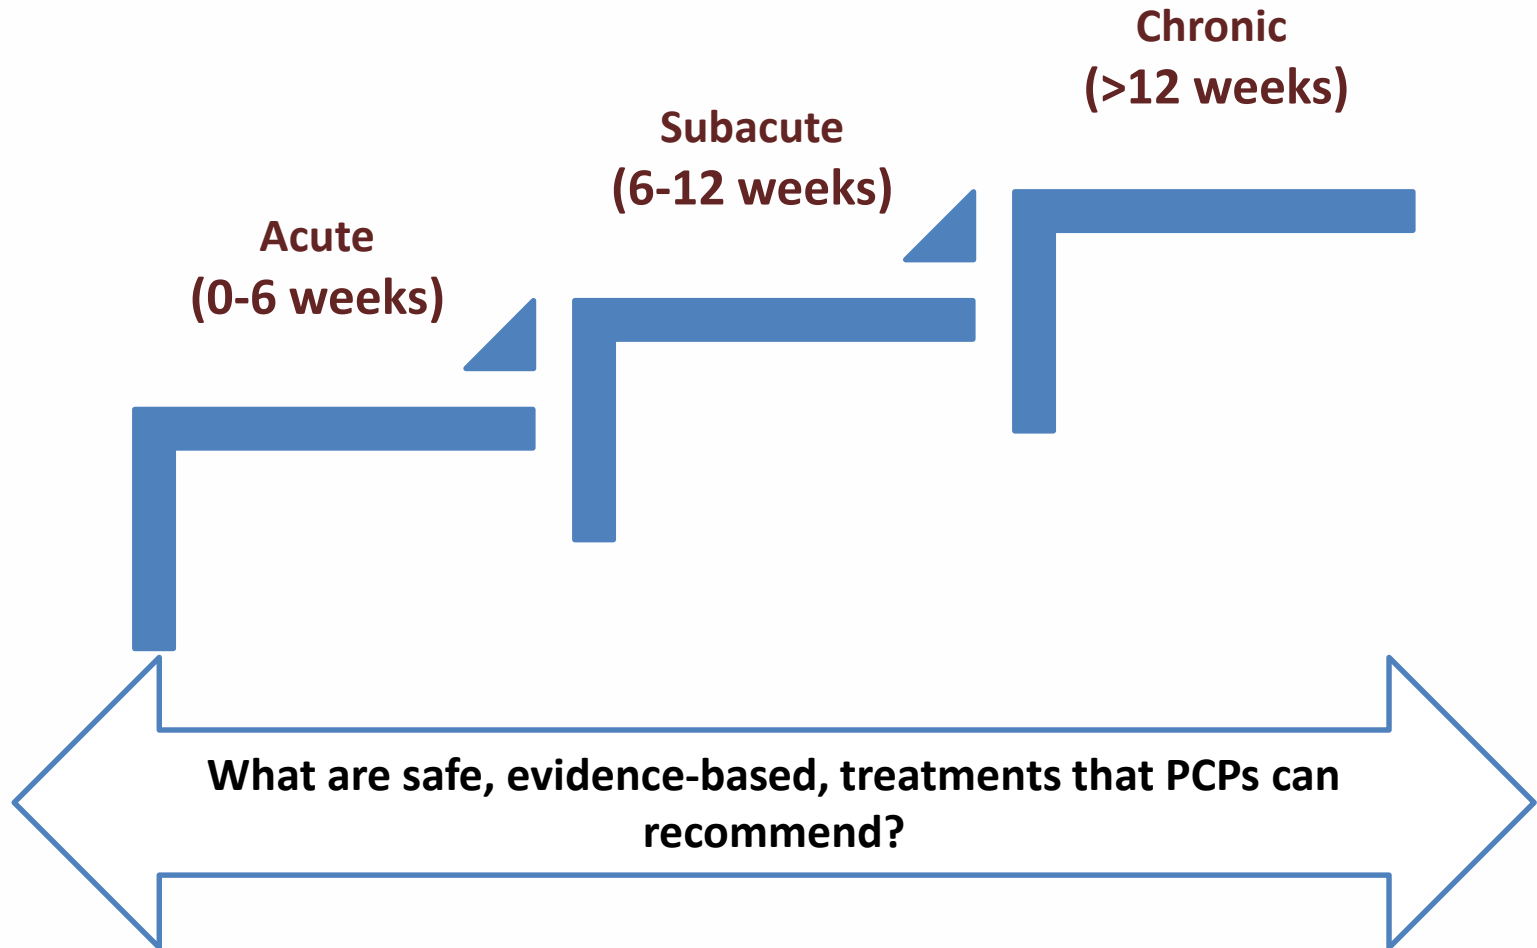 Chronic
(>12 weeks)
Subacute
(6-12 weeks)
Acute
(0-6 weeks)
What are safe, evidence-based, treatments that PCPs can
recommend?